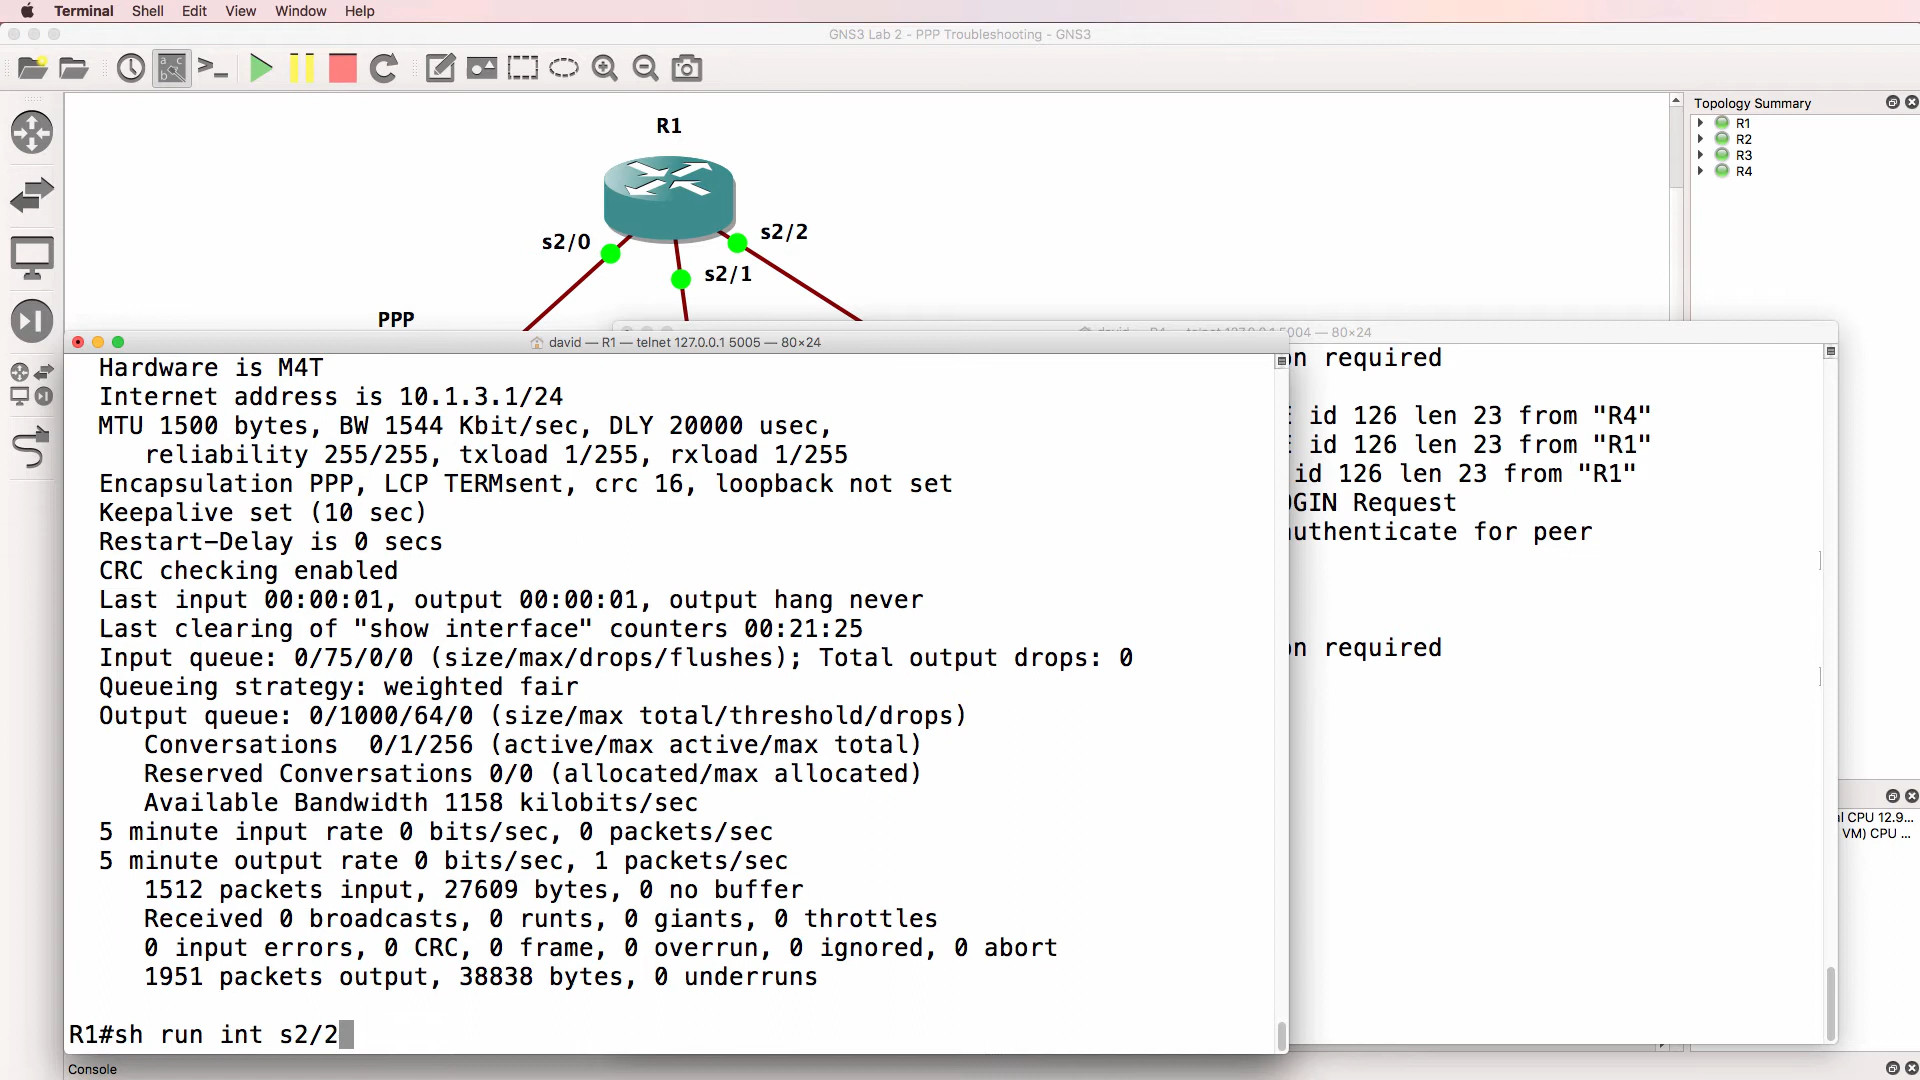 Terminal Shell Edit View Window Help
GNS3 Lab 2 - PPP Troubleshooting - GNS3
Topology Summary
R1
R2
R3
R4
R1
s2/0
s2/2
s2/1
PPP
david — R1 — telnet 127.0.0.1 5005 — 80×24
Hardware is M4T
Internet address is 10.1.3.1/24
MTU 1500 bytes, BW 1544 Kbit/sec, DLY 20000 usec,
reliability 255/255, txload 1/255, rxload 1/255
Encapsulation PPP, LCP TERMsent, crc 16, loopback not set
Keepalive set (10 sec)
Restart-Delay is 0 secs
CRC checking enabled
Last input 00:00:01, output 00:00:01, output hang never
Last clearing of "show interface" counters 00:21:25
Input queue: 0/75/0/0 (size/max/drops/flushes); Total output drops: 0
Queueing strategy: weighted fair
Output queue: 0/1000/64/0 (size/max total/threshold/drops)
Conversations 0/1/256 (active/max active/max total)
Reserved Conversations 0/0 (allocated/max allocated)
Available Bandwidth 1158 kilobits/sec
5 minute input rate 0 bits/sec, 0 packets/sec
5 minute output rate 0 bits/sec, 1 packets/sec
1512 packets input, 27609 bytes, 0 no buffer
Received 0 broadcasts, 0 runts, 0 giants, 0 throttles
0 input errors, 0 CRC, 0 frame, 0 overrun, 0 ignored, 0 abort
1951 packets output, 38838 bytes, 0 underruns
R1#sh run int s2/2
5004 — 80×24
on required
id 126 len 23 from "R4"
id 126 len 23 from "R1"
id 126 len 23 from "R1"
OGIN Request
authenticate for peer
on required
CPU 12.9...
VM) CPU ...
Console